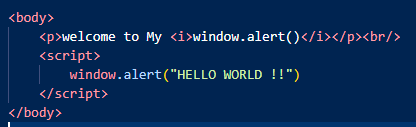 <body>
    <p>welcome to My <i>window.alert()</i></p><br/>
    <script>
        window.alert("HELLO WORLD !!")
    </script>
</body>